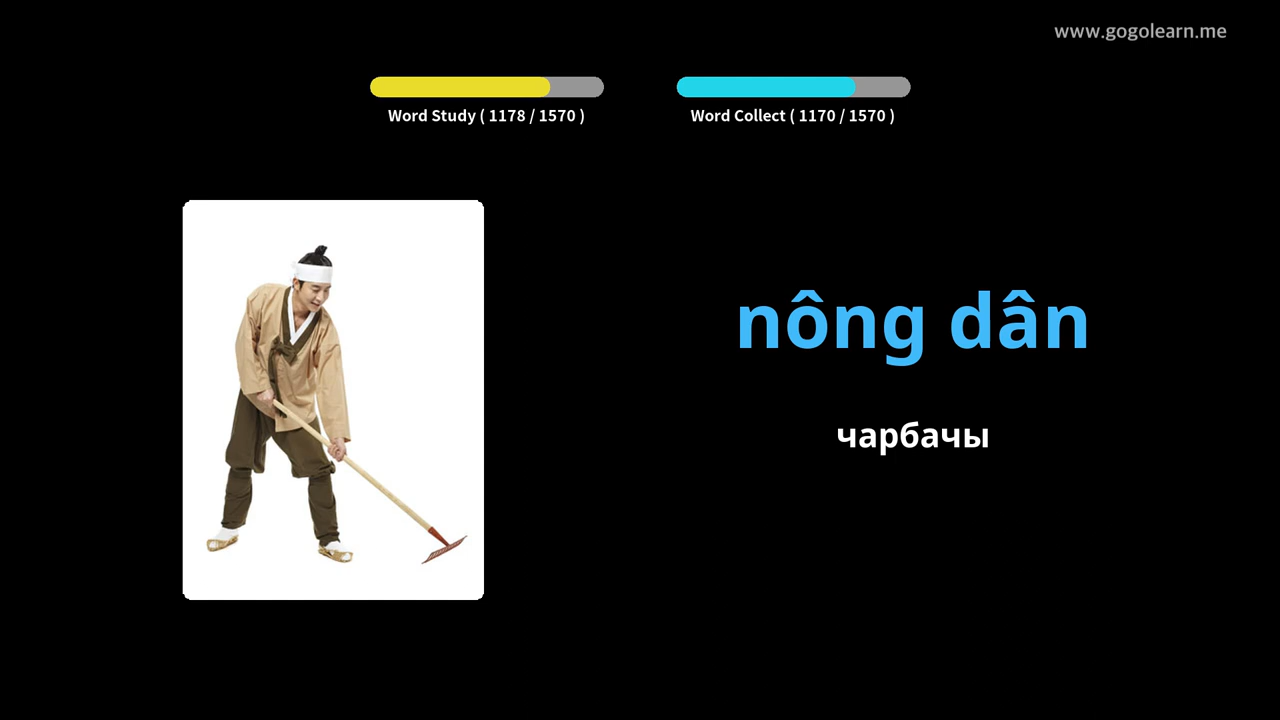 www.gogolearn.me
Word Study ( 1178 / 1570 )
Word Collect ( 1170 / 1570 )
nông dân
чарбачы